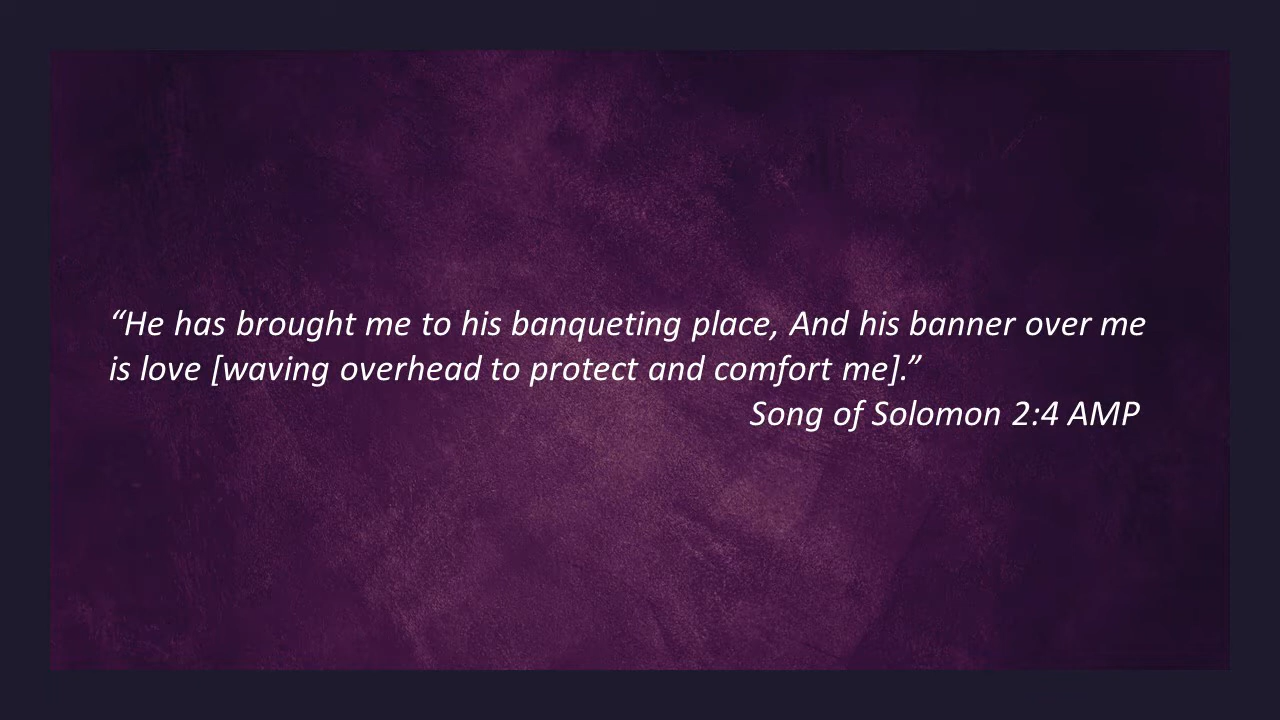 “He has brought me to his banqueting place, And his banner over me
is love [waving overhead to protect and comfort me].”
Song of Solomon 2:4 AMP